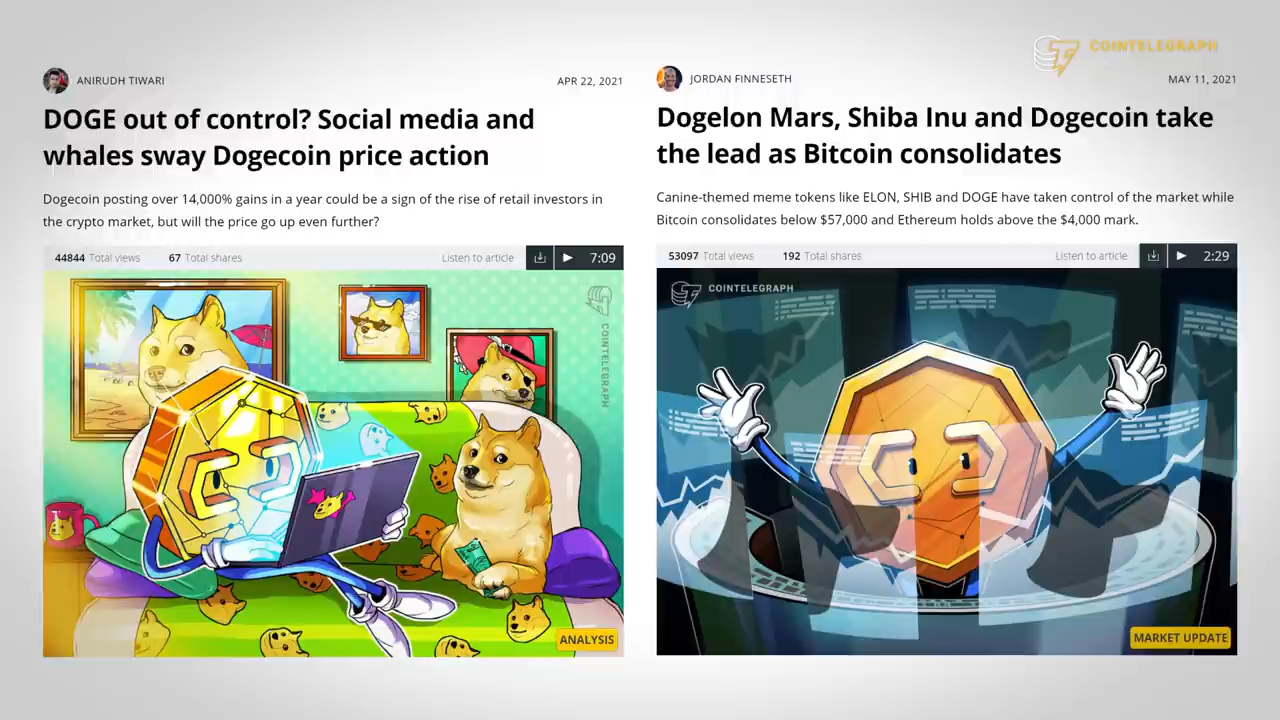 COINTELEGRAPH
ANIRUDH TIWARI
APR 22, 2021
DOGE out of control? Social media and
whales sway Dogecoin price action
Dogecoin posting over 14,000% gains in a year could be a sign of the rise of retail investors in
the crypto market, but will the price go up even further?
44844 Total views 67 Total shares Listen to article 7:09
COINTELEGRAPH
ANALYSIS
JORDAN FINNESETH
MAY 11, 2021
Dogelon Mars, Shiba Inu and Dogecoin take
the lead as Bitcoin consolidates
Canine-themed meme tokens like ELON, SHIB and DOGE have taken control of the market while
Bitcoin consolidates below $57,000 and Ethereum holds above the $4,000 mark.
53097 Total views 192 Total shares Listen to article 2:29
COINTELEGRAPH
MARKET UPDATE